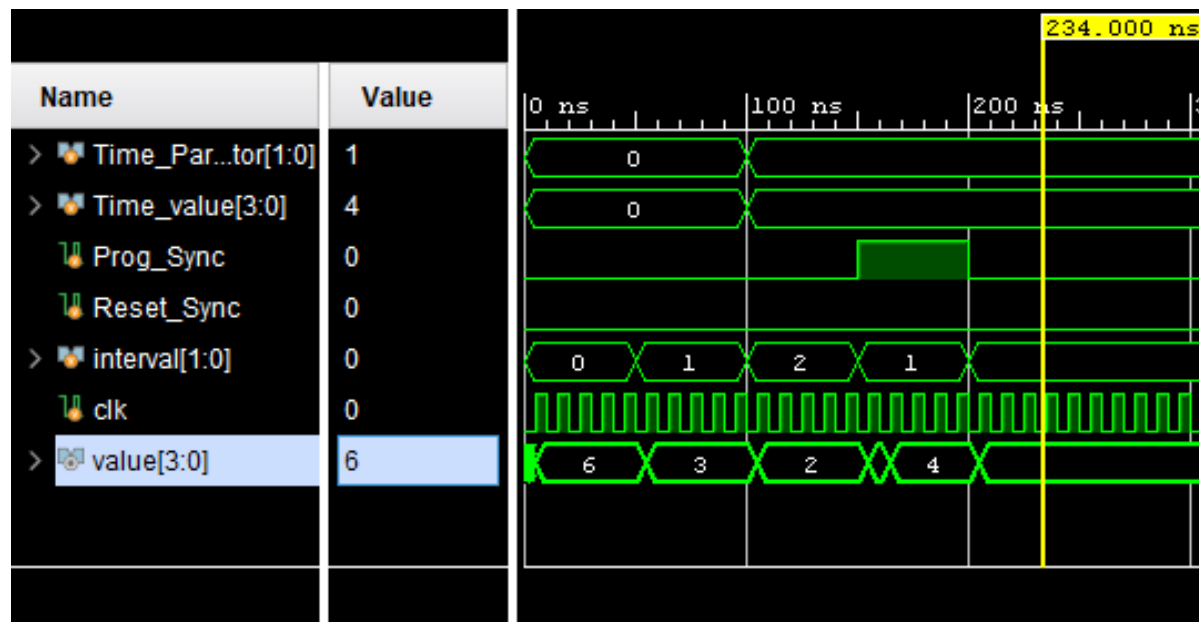 234.000 ns
Name Value 0 ns 100 ns 200 ns
Time_Par...tor[1:0] 1 0
Time_value[3:0] 4 0
Prog_Sync 0
Reset_Sync 0
interval[1:0] 0 0 1 2 1
clk 0
value[3:0] 6 6 3 2 4